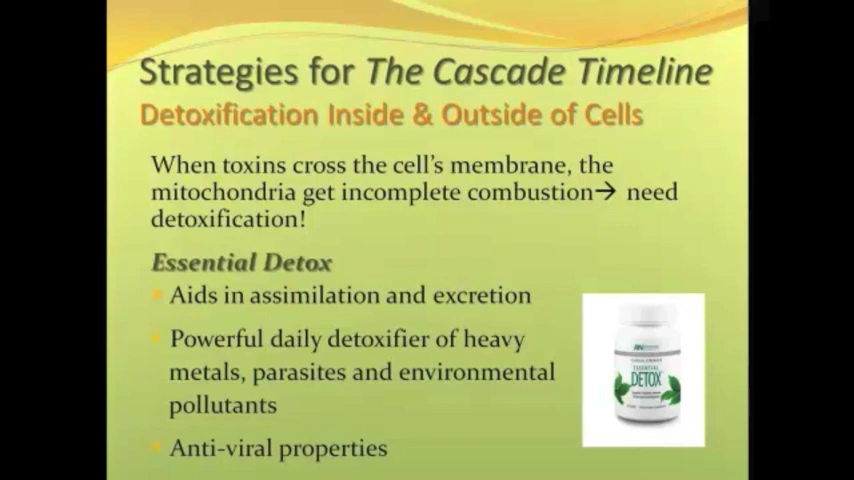 Strategies for The Cascade Timeline
Detoxification Inside & Outside of Cells
When toxins cross the cell's membrane, the
mitochondria get incomplete combustion→ need
detoxification!
Essential Detox
Aids in assimilation and excretion
Powerful daily detoxifier of heavy
metals, parasites and environmental
pollutants
Anti-viral properties
ESSENTIAL
DETOX